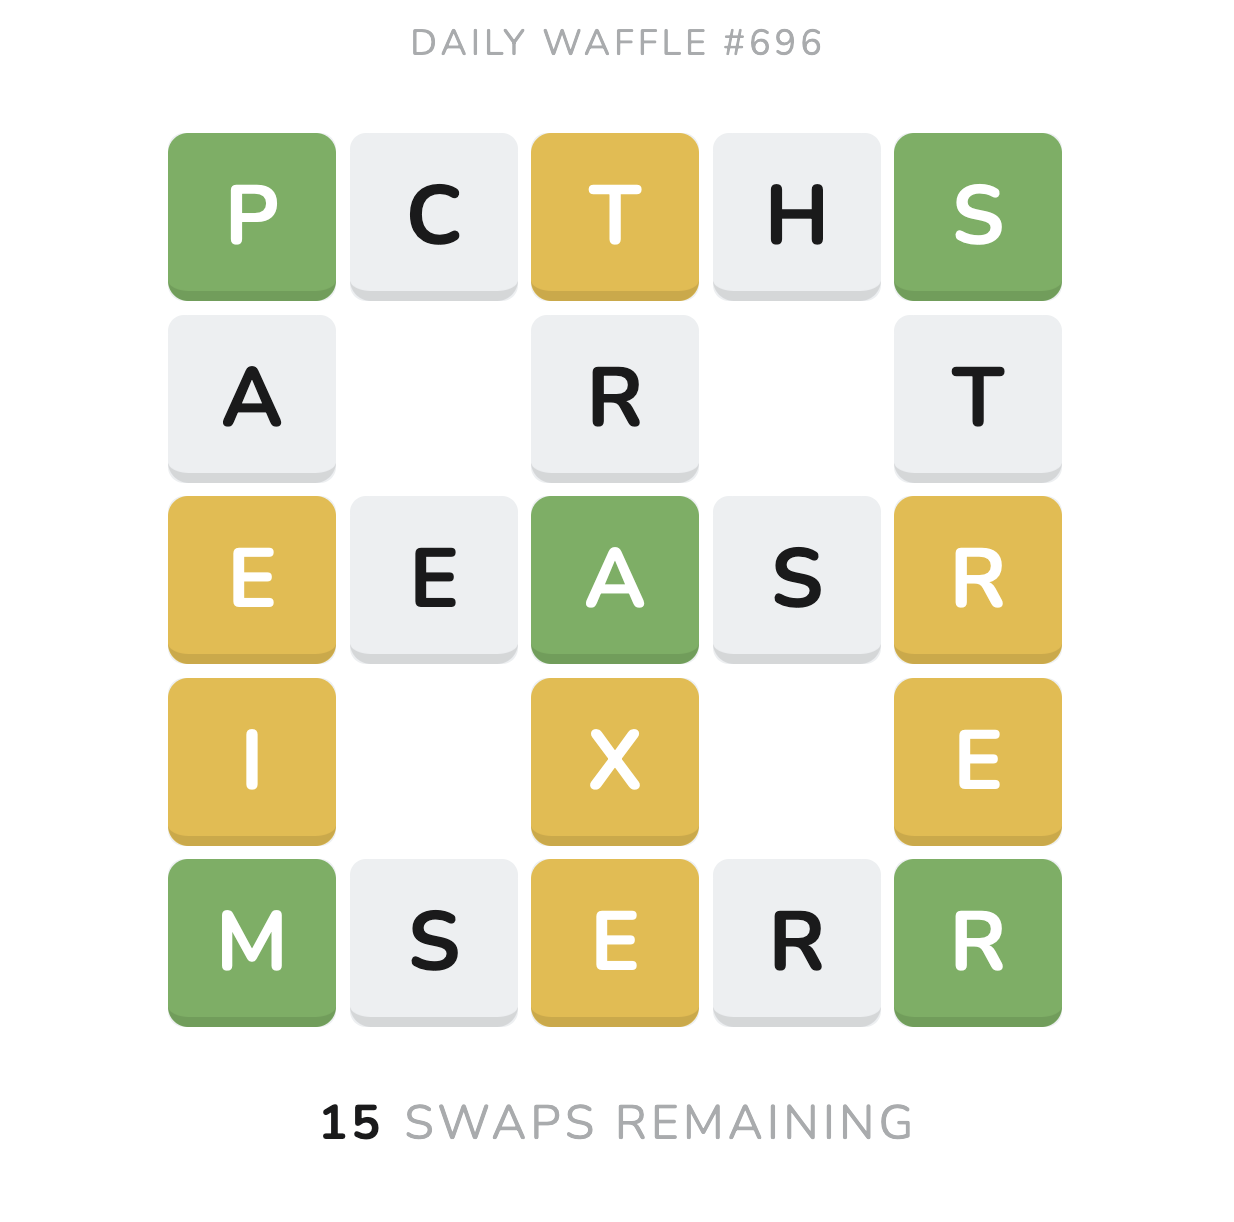 DAILY WAFFLE #696
P C T H S
A R T
E E A S R
I X E
M S E R R
15 SWAPS REMAINING